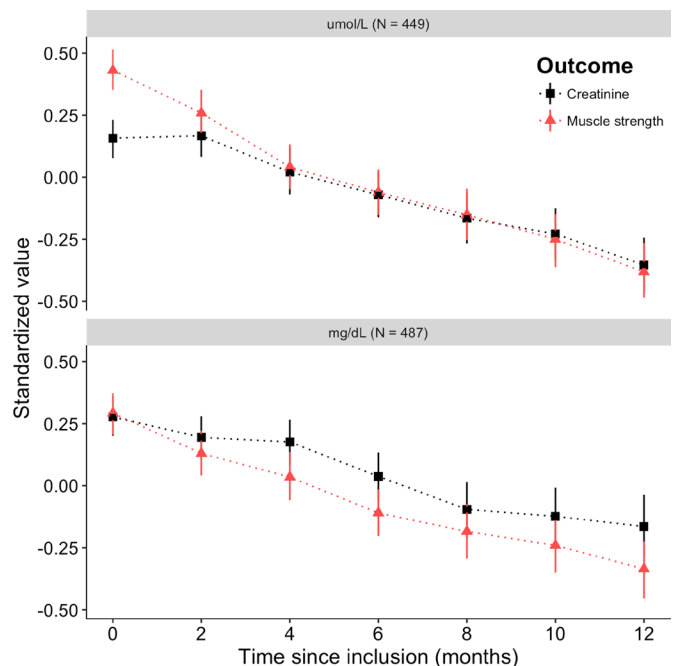 umol/L (N = 449)
Outcome
Creatinine
Muscle strength
0.50
0.25
0.00
-0.25
-0.50
Standardized value
mg/dL (N = 487)
0.50
0.25
0.00
-0.25
-0.50
0 2 4 6 8 10 12
Time since inclusion (months)